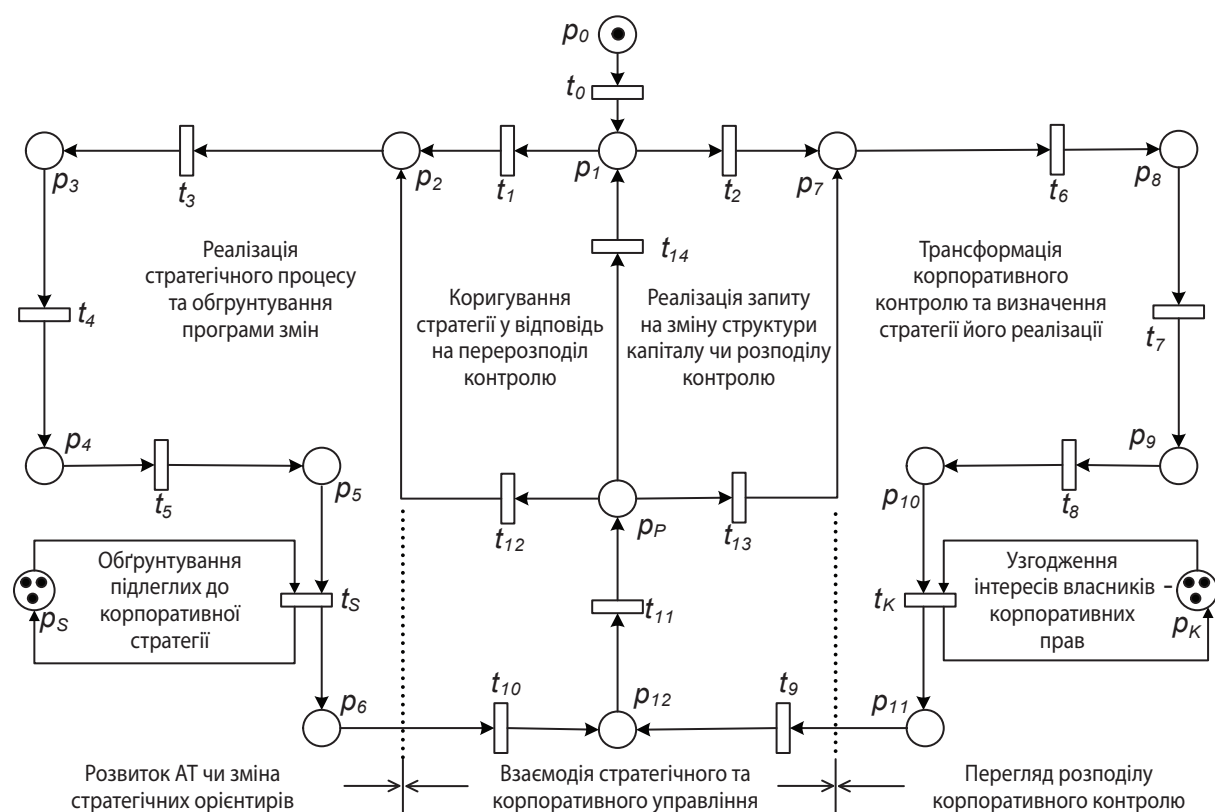 p0
t0
p3
t3
p2
t1
p1
t2
p7
t6
p8
Реалізація
стратегічного процесу
та обгрунтування
програми змін
t14
Трансформація
корпоративного
контролю та визначення
стратегії його реалізації
Коригування
стратегії у відповідь
на перерозподіл
контролю
Реалізація запиту
на зміну структури
капіталу чи розподілу
контролю
t4
t7
p4
t5
p5
t12
pP
t13
p10
t8
p9
Обґрунтування
підлеглих до
корпоративної
стратегії
pS
tS
t11
tK
Узгодження
інтересів власників
корпоративних
прав
pK
p6
t10
p12
t9
p11
Розвиток АТ чи зміна
стратегічних орієнтирів
Взаємодія стратегічного та
корпоративного управління
Перегляд розподілу
корпоративного контролю